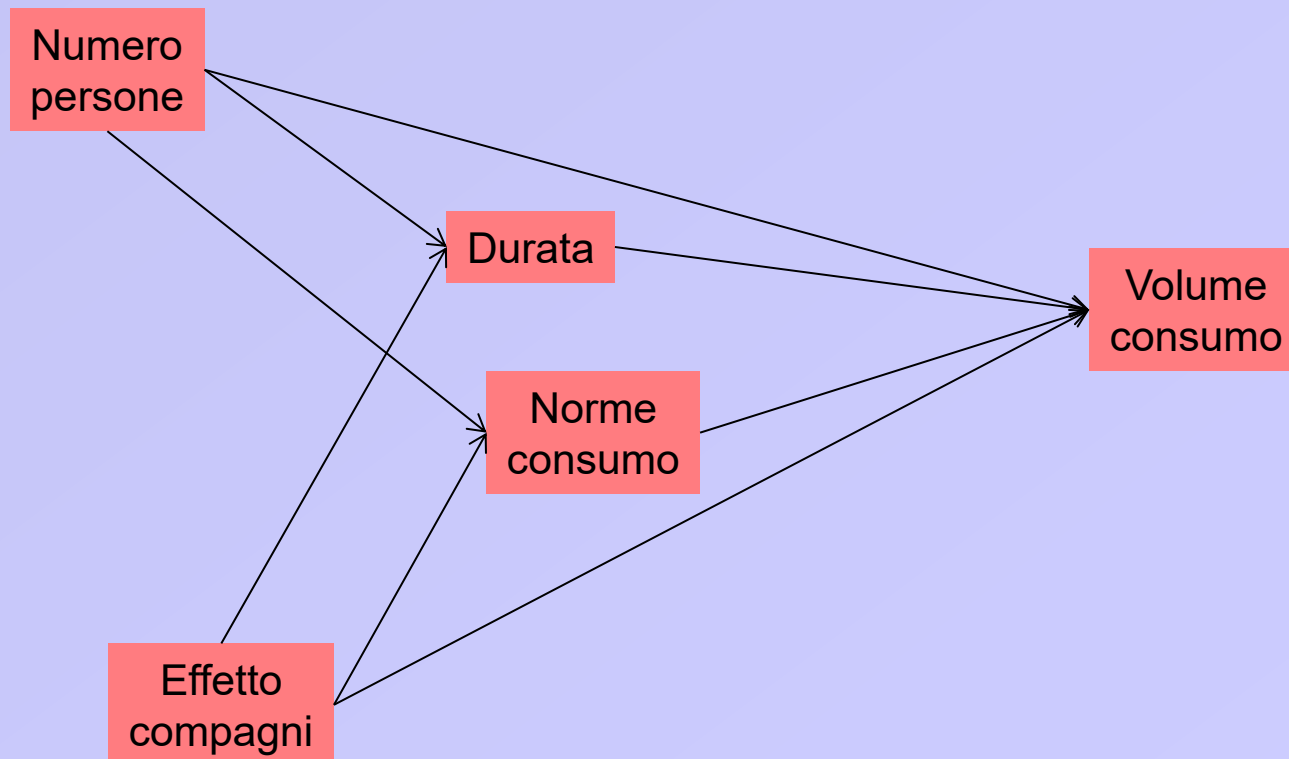 Numero
persone
Durata
Volume
consumo
Norme
consumo
Effetto
compagni